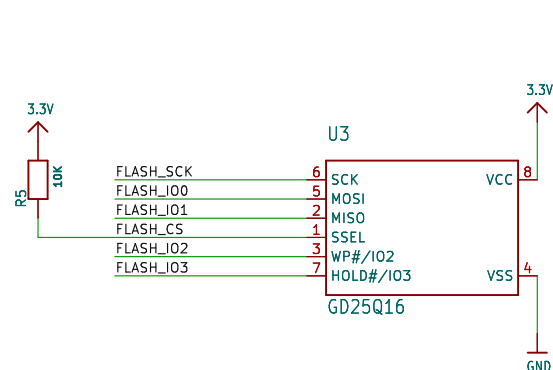 3.3V
3.3V
U3
R5
10K
FLASH_SCK 6 SCK VCC 8
FLASH_IO0 5 MOSI
FLASH_IO1 2 MISO
FLASH_CS 1 SSEL
FLASH_IO2 3 WP#/IO2
FLASH_IO3 7 HOLD#/IO3 VSS 4
GD25Q16
GND